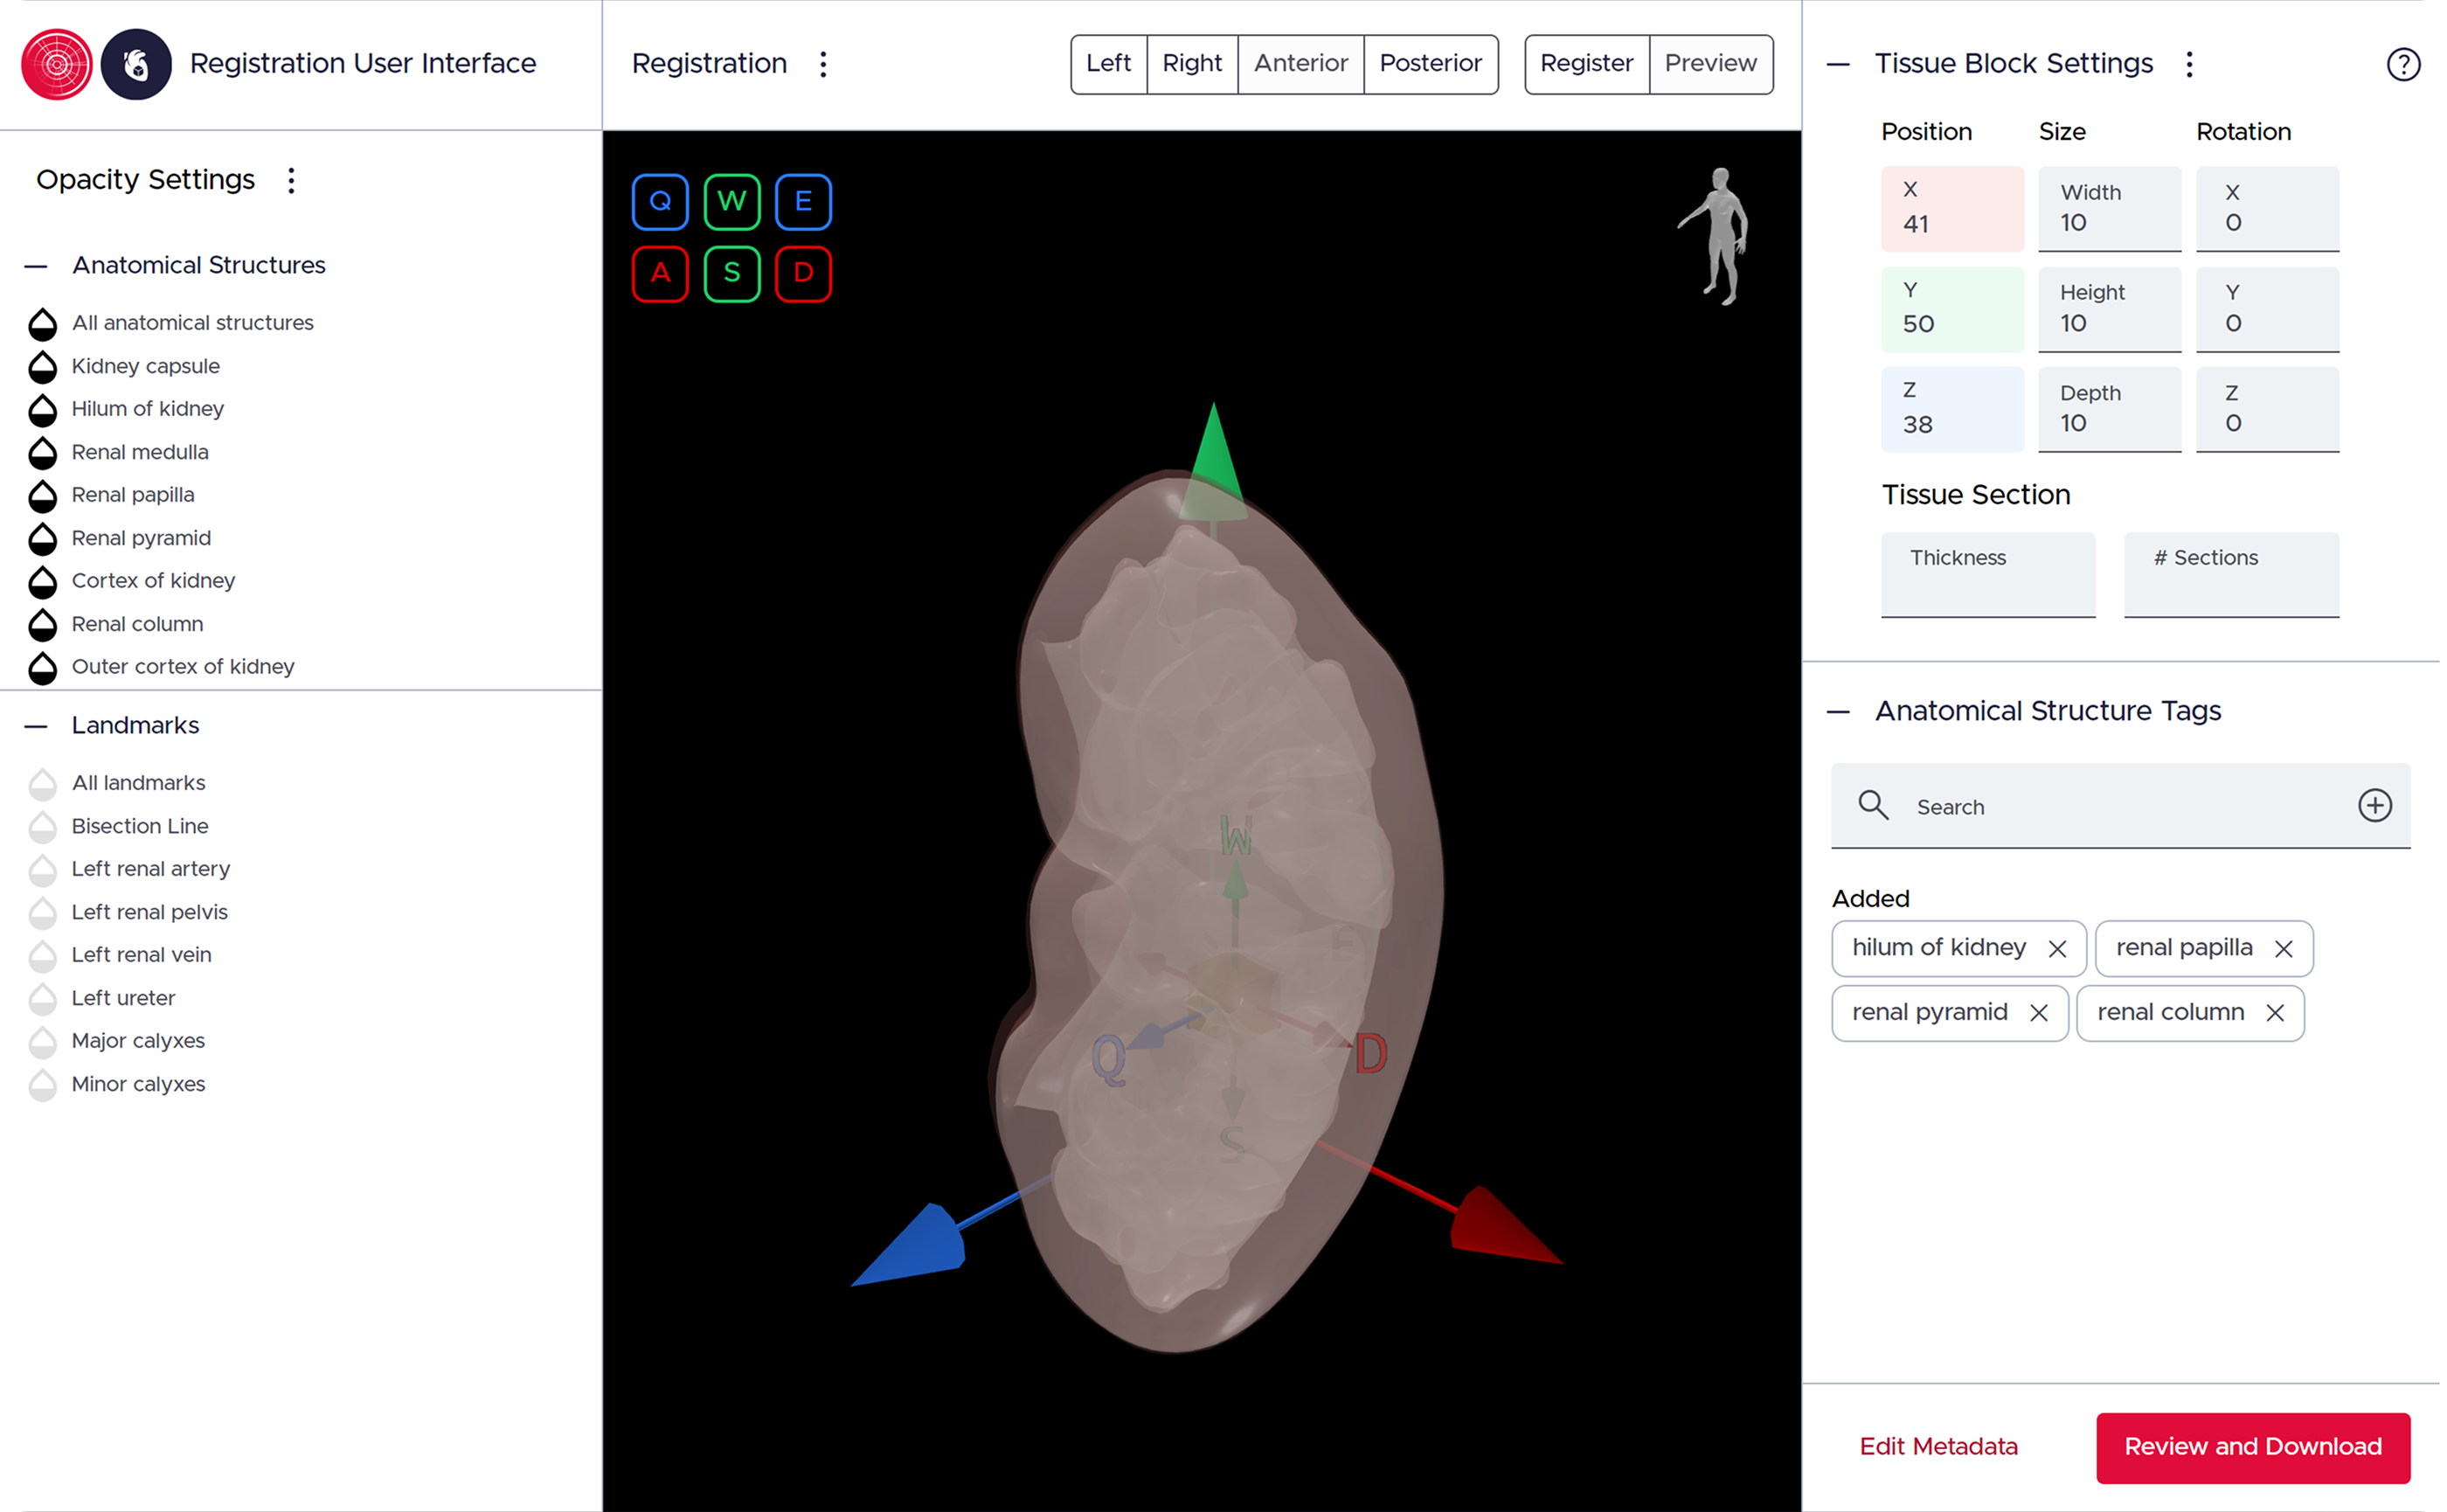 Registration User Interface
Opacity Settings
Anatomical Structures
All anatomical structures
Kidney capsule
Hilum of kidney
Renal medulla
Renal papilla
Renal pyramid
Cortex of kidney
Renal column
Outer cortex of kidney
Landmarks
All landmarks
Bisection Line
Left renal artery
Left renal pelvis
Left renal vein
Left ureter
Major calyxes
Minor calyxes
Registration
Left Right Anterior Posterior Register Preview
Q W E
A S D
W
E
Q D
S
Tissue Block Settings ?
Position Size Rotation
X Width X
41 10 0
Y Height Y
50 10 0
Z Depth Z
38 10 0
Tissue Section
Thickness # Sections
Anatomical Structure Tags
Search
Added
hilum of kidney renal papilla
renal pyramid renal column
Edit Metadata Review and Download